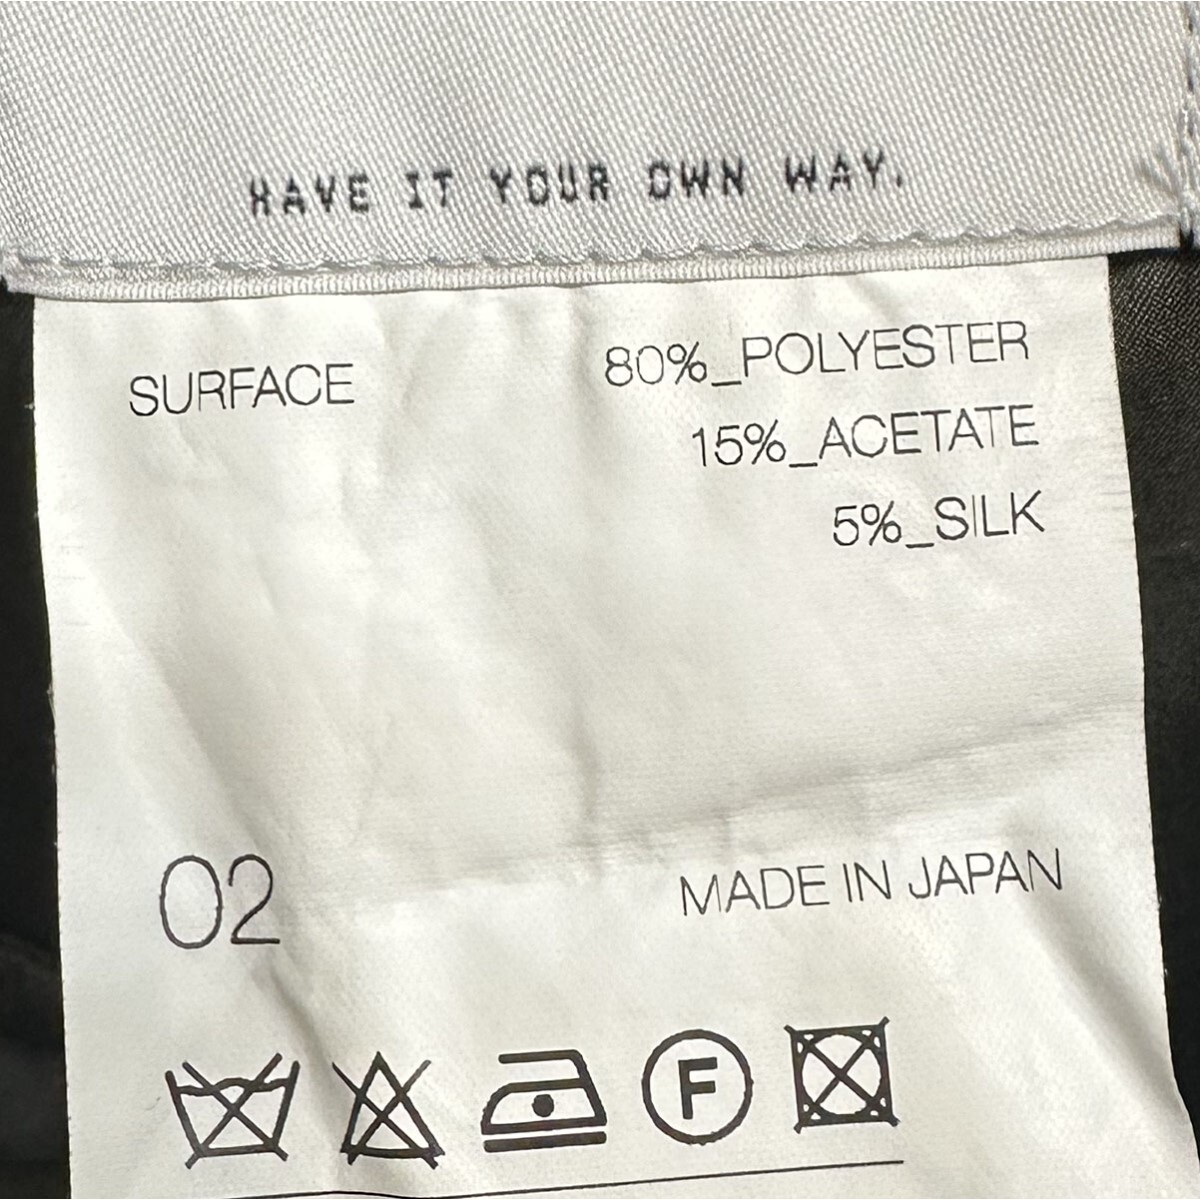 HAVE IT YOUR OWN WAY.
SURFACE 80%_POLYESTER
15%_ACETATE
5%_SILK
02 MADE IN JAPAN
F